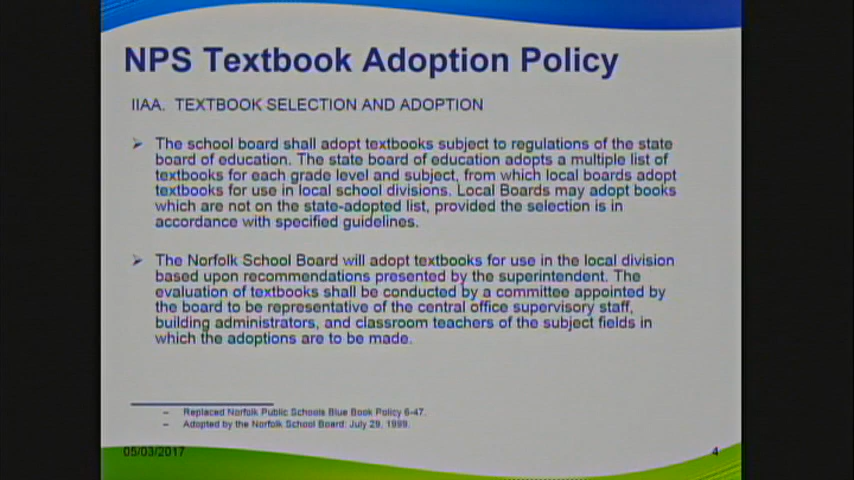 NPS Textbook Adoption Policy
IIAA. TEXTBOOK SELECTION AND ADOPTION
The school board shall adopt textbooks subject to regulations of the state
board of education. The state board of education adopts a multiple list of
textbooks for each grade level and subject, from which local boards adopt
textbooks for use in local school divisions. Local Boards may adopt books
which are not on the state-adopted list, provided the selection is in
accordance with specified guidelines.
The Norfolk School Board will adopt textbooks for use in the local division
based upon recommendations presented by the superintendent. The
evaluation of textbooks shall be conducted by a committee appointed by
the board to be representative of the central office supervisory staff,
building administrators, and classroom teachers of the subject fields in
which the adoptions are to be made.
– Replaced Norfolk Public Schools Blue Book Policy 6-47.
– Adopted by the Norfolk School Board: July 29, 1999.
05/03/2017
4